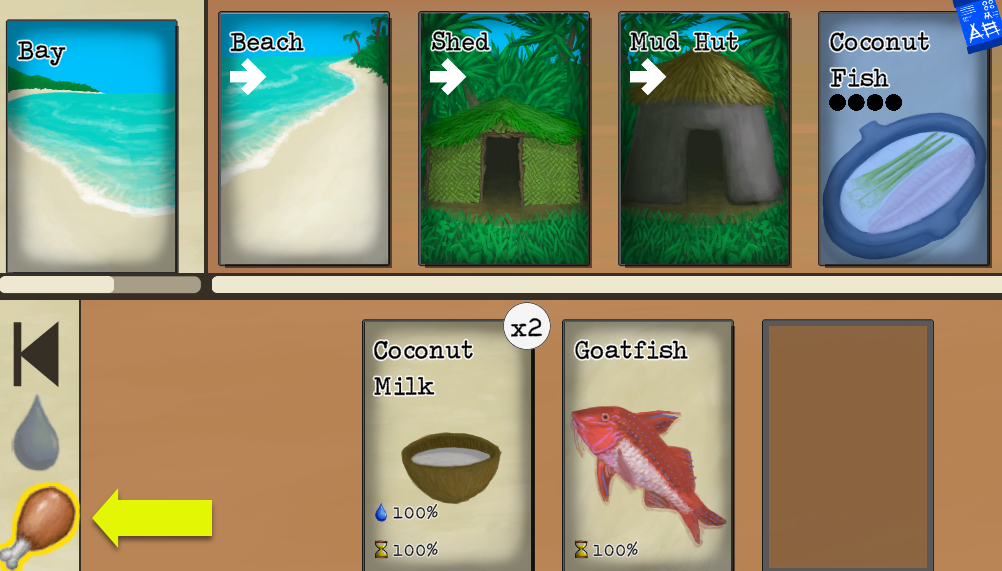 Bay
Beach
Shed
Mud Hut
Coconut
Fish
x2
Coconut
Milk
100%
100%
Goatfish
100%